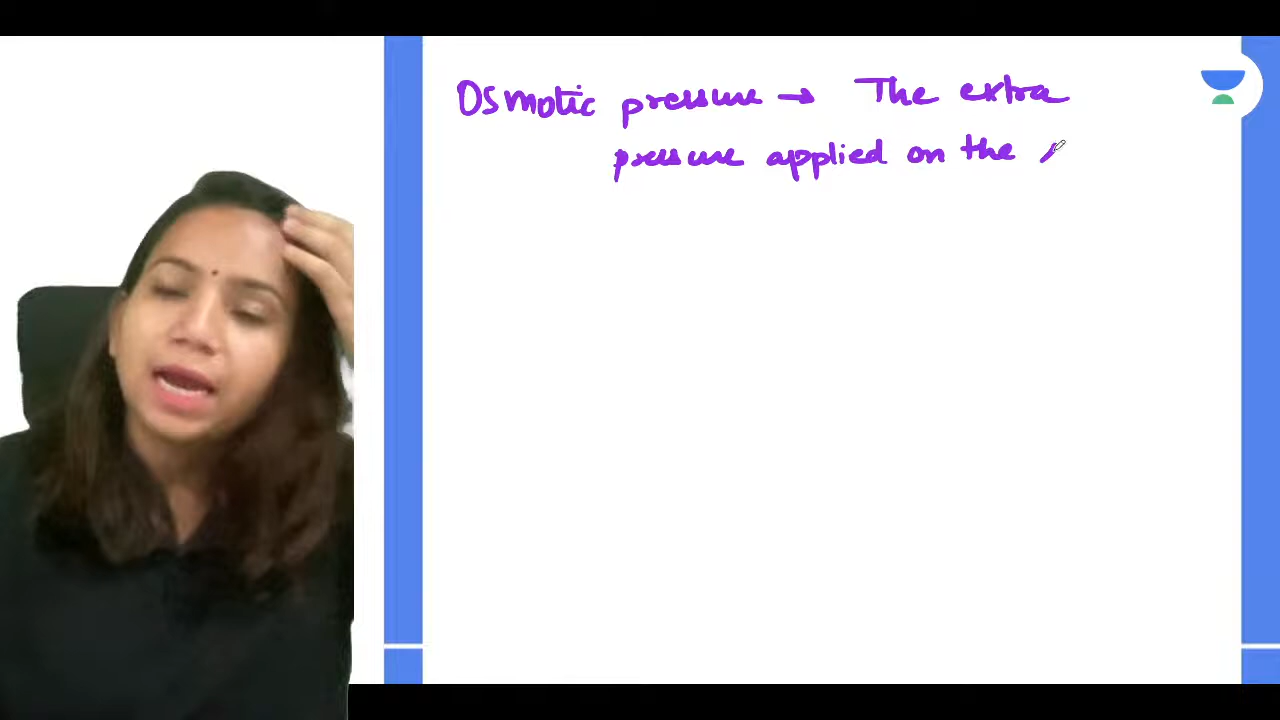 Osmotic pressure → The extra
pressure applied on the